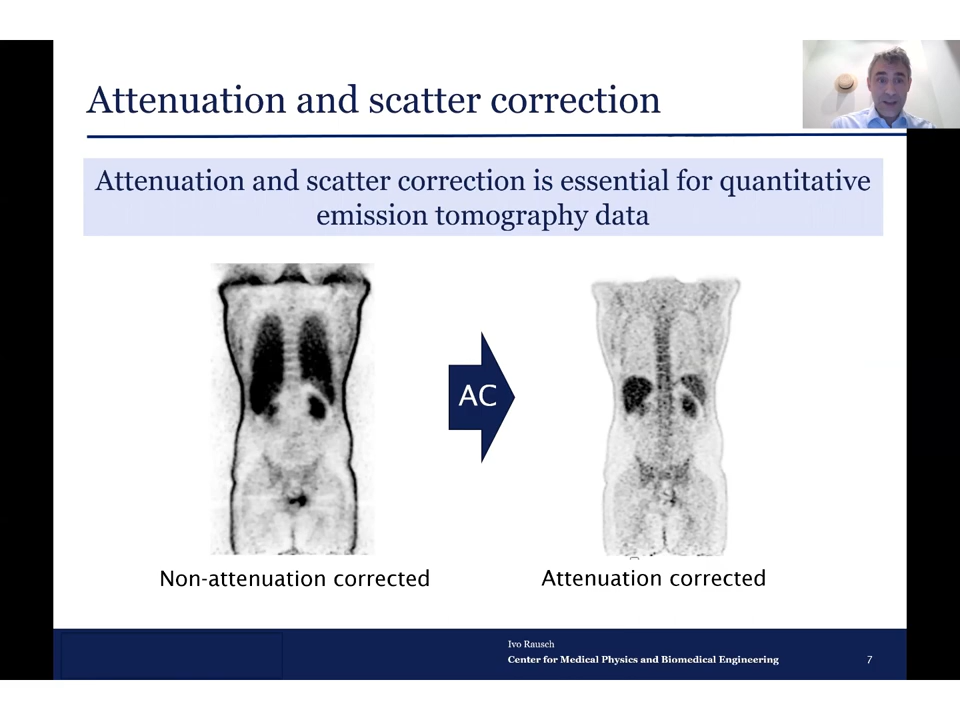 Attenuation and scatter correction
Attenuation and scatter correction is essential for quantitative
emission tomography data
AC
Non-attenuation corrected
Attenuation corrected
Ivo Rausch
Center for Medical Physics and Biomedical Engineering
7